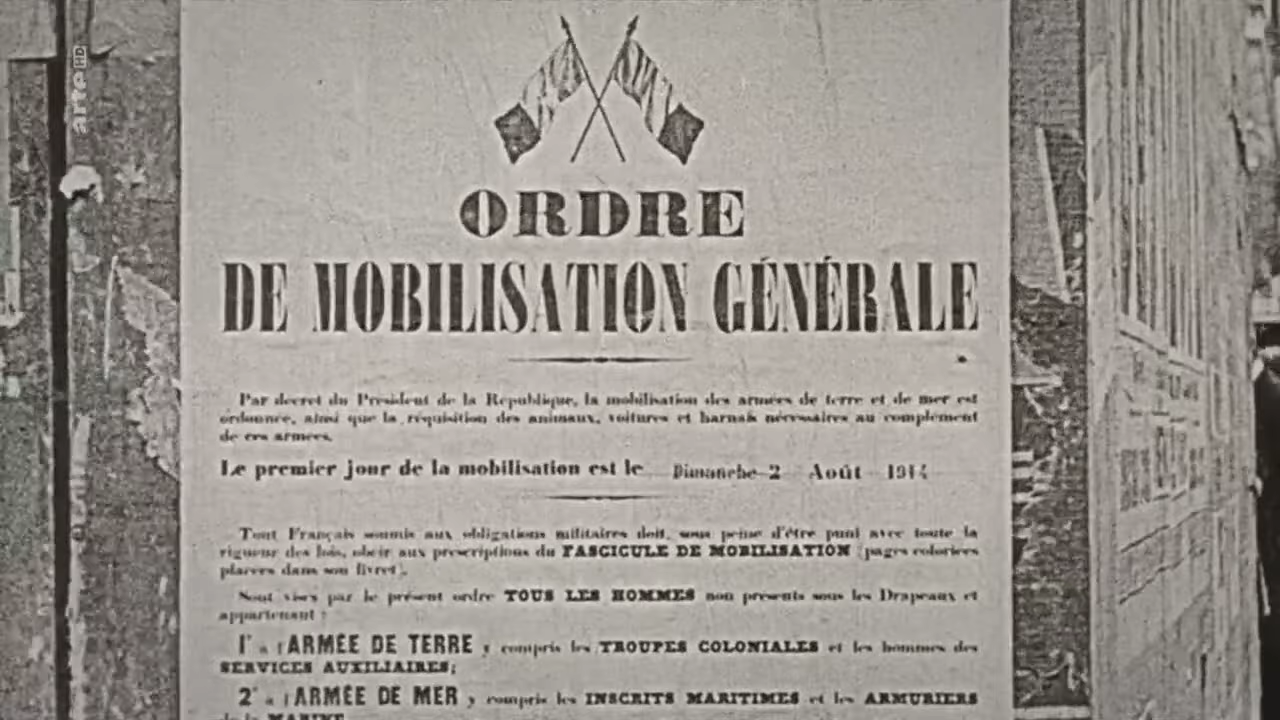 arte HD
ORDRE
DE MOBILISATION GÉNÉRALE
Par décret du Président de la République, la mobilisation des armées de terre et de mer est
ordonnée, ainsi que la réquisition des animaux, voitures et harnais nécessaires au complément
de ces armées.
Le premier jour de la mobilisation est le Dimanche 2 Août 1914
Tout Français soumis aux obligations militaires doit, sous peine d'être puni avec toute la
rigueur des lois, obéir aux prescriptions du FASCICULE DE MOBILISATION (pages coloriées
placées dans son livret).
Sont visés par le présent ordre TOUS LES HOMMES non présents sous les Drapeaux et
appartenant :
1° à l'ARMÉE DE TERRE y compris les TROUPES COLONIALES et les hommes des
SERVICES AUXILIAIRES;
2° à l'ARMÉE DE MER y compris les INSCRITS MARITIMES et les ARMURIERS
de la MARINE